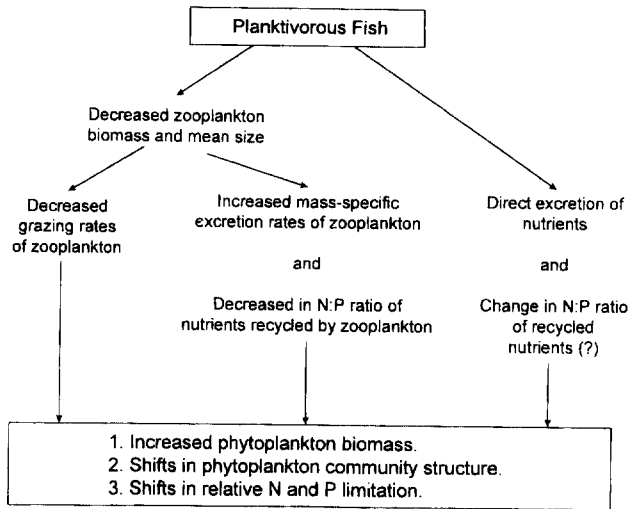 Planktivorous Fish
Decreased zooplankton
biomass and mean size
Decreased
grazing rates
of zooplankton
Increased mass-specific
excretion rates of zooplankton
and
Decreased in N:P ratio of
nutrients recycled by zooplankton
Direct excretion of
nutrients
and
Change in N:P ratio
of recycled
nutrients (?)
1. Increased phytoplankton biomass.
2. Shifts in phytoplankton community structure.
3. Shifts in relative N and P limitation.